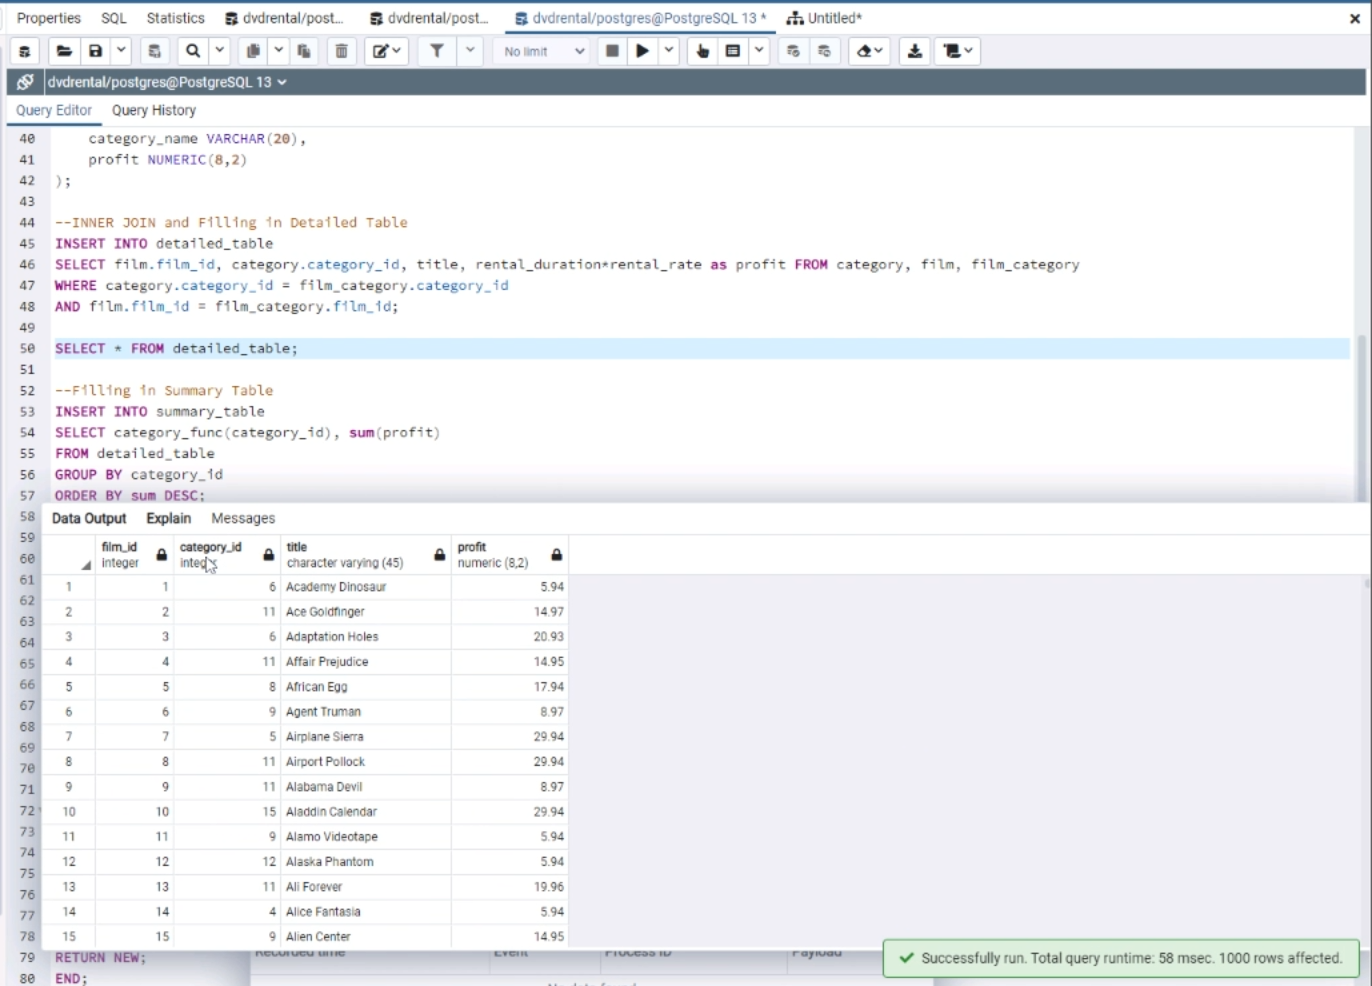 Properties SQL Statistics dvdrental/post... dvdrental/post... dvdrental/postgres@PostgreSQL 13 * Untitled*
No limit
dvdrental/postgres@PostgreSQL 13
Query Editor Query History
40 category_name VARCHAR(20),
41 profit NUMERIC(8,2)
42 );
43
44 --INNER JOIN and Filling in Detailed Table
45 INSERT INTO detailed_table
46 SELECT film.film_id, category.category_id, title, rental_duration*rental_rate as profit FROM category, film, film_category
47 WHERE category.category_id = film_category.category_id
48 AND film.film_id = film_category.film_id;
49
50 SELECT * FROM detailed_table;
51
52 --Filling in Summary Table
53 INSERT INTO summary_table
54 SELECT category_func(category_id), sum(profit)
55 FROM detailed_table
56 GROUP BY category_id
57 ORDER BY sum DESC;
58
59
60
61
62
63
64
65
66
67
68
69
70
71
72
73
74
75
76
77
78
Data Output Explain Messages
film_id category_id title profit
integer character varying (45) numeric (8,2)
1 1 6 Academy Dinosaur 5.94
2 2 11 Ace Goldfinger 14.97
3 3 6 Adaptation Holes 20.93
4 4 11 Affair Prejudice 14.95
5 5 8 African Egg 17.94
6 6 9 Agent Truman 8.97
7 7 5 Airplane Sierra 29.94
8 8 11 Airport Pollock 29.94
9 9 11 Alabama Devil 8.97
10 10 15 Aladdin Calendar 29.94
11 11 9 Alamo Videotape 5.94
12 12 12 Alaska Phantom 5.94
13 13 11 Ali Forever 19.96
14 14 4 Alice Fantasia 5.94
15 15 9 Alien Center 14.95
Recorded time Event Process ID Payload
79 RETURN NEW;
80 END;
Successfully run. Total query runtime: 58 msec. 1000 rows affected.